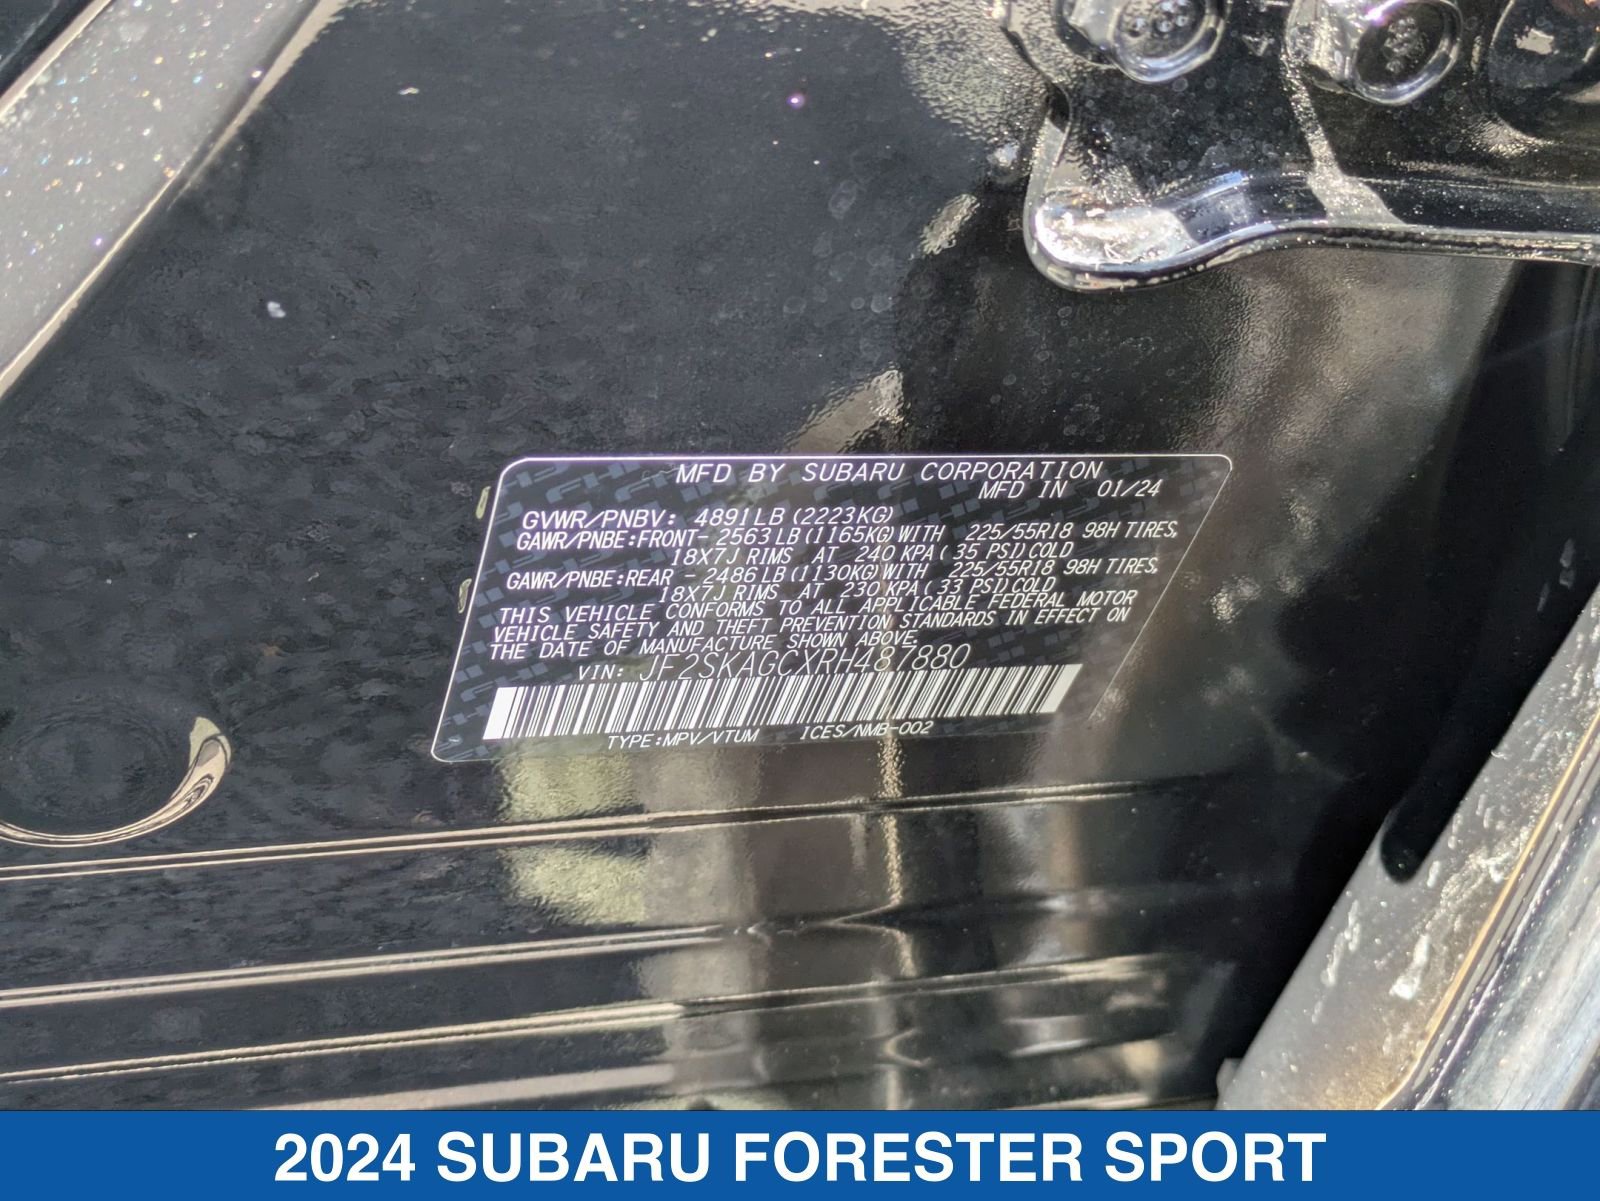 MFD BY SUBARU CORPORATION
MFD IN 01/24
GVWR/PNBV: 4891LB (2223KG)
GAWR/PNBE:FRONT- 2563LB (1165KG) WITH 225/55R18 98H TIRES,
18X7J RIMS AT 240 KPA ( 35 PSI) COLD
GAWR/PNBE:REAR - 2486LB (1130KG) WITH 225/55R18 98H TIRES,
18X7J RIMS AT 230 KPA ( 33 PSI) COLD
THIS VEHICLE CONFORMS TO ALL APPLICABLE FEDERAL MOTOR
VEHICLE SAFETY AND THEFT PREVENTION STANDARDS IN EFFECT ON
THE DATE OF MANUFACTURE SHOWN ABOVE.
VIN: JF2SKAGCXRH487880
TYPE:MPV/VTUM ICES/NMB-002
2024 SUBARU FORESTER SPORT